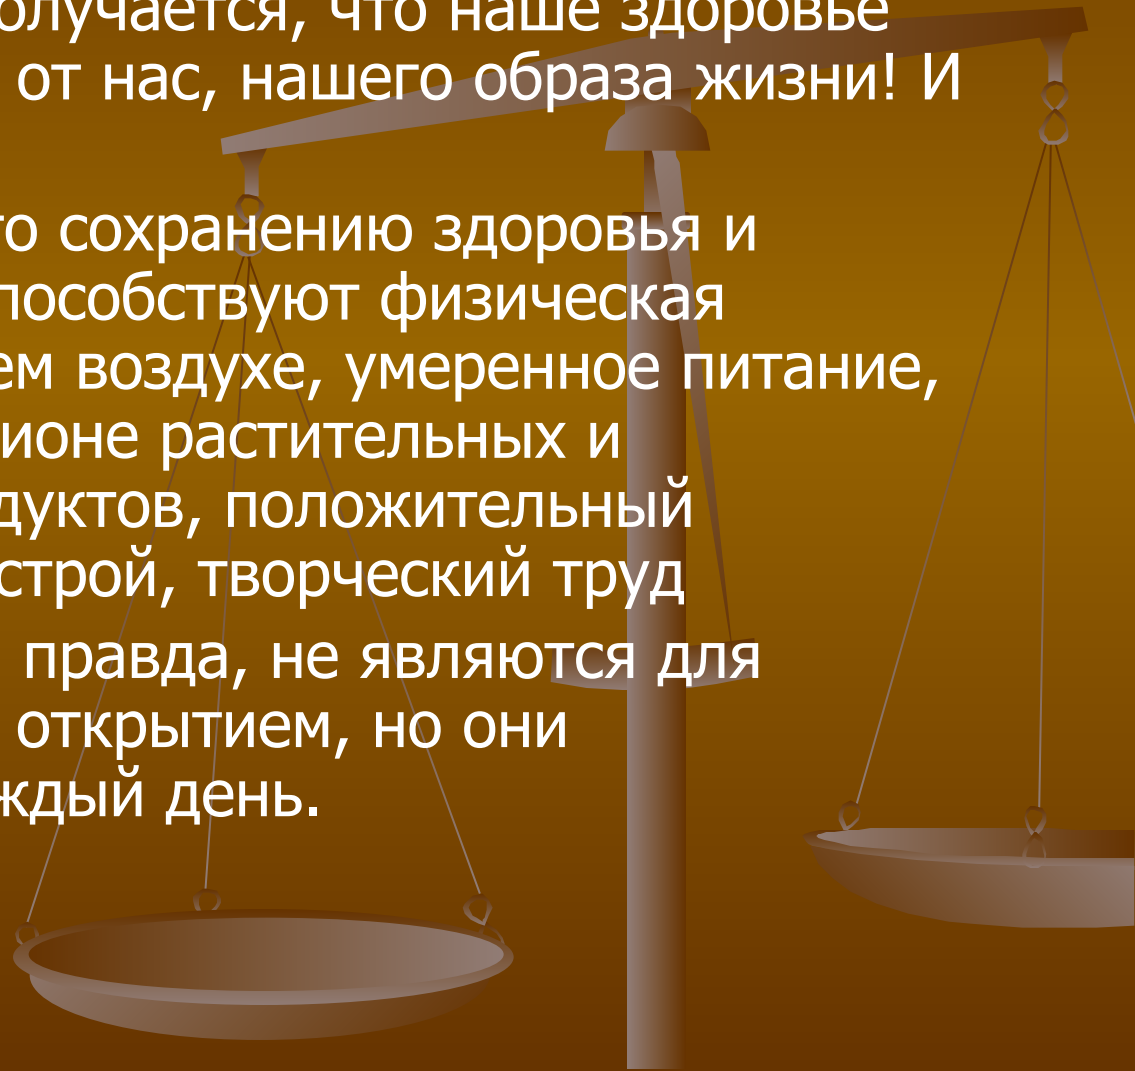 олучается, что наше здоровье
от нас, нашего образа жизни! И
го сохранению здоровья и
пособствуют физическая
ем воздухе, умеренное питание,
ионе растительных и
дуктов, положительный
строй, творческий труд
правда, не являются для
открытием, но они
ждый день.